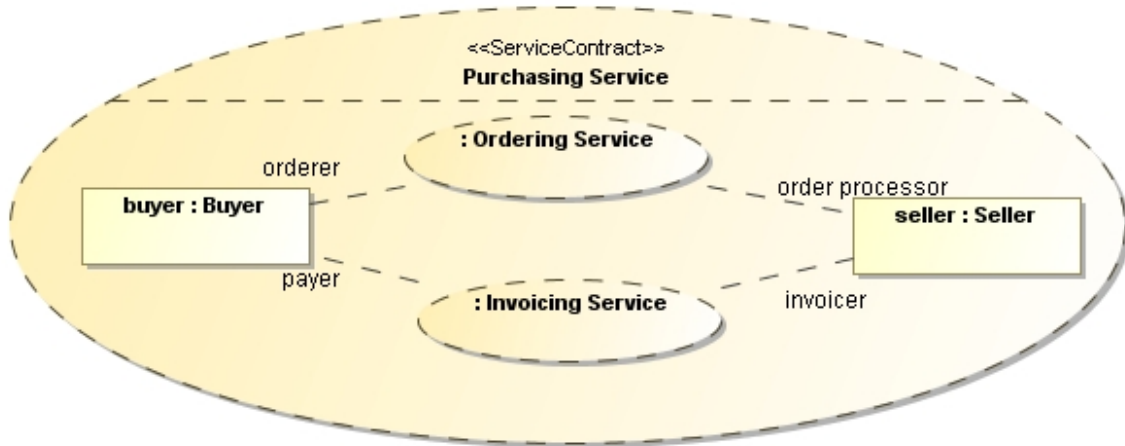 <<ServiceContract>>
Purchasing Service
: Ordering Service
orderer
order processor
buyer : Buyer
seller : Seller
payer
: Invoicing Service
invoicer